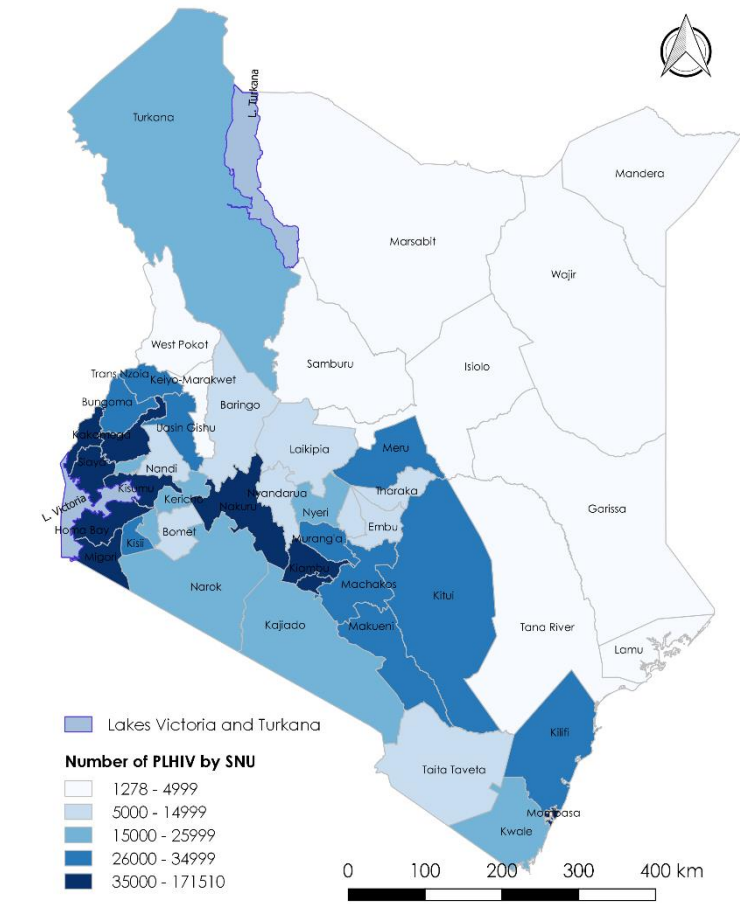 L. Turkana
Turkana
Mandera
Marsabit
Wajir
West Pokot
Samburu
Isiolo
Trans Nzoia
Keiyo-Marakwet
Bungoma
Baringo
Kakamega
Uasin Gishu
Laikipia
Meru
Siaya
Nandi
Kisumu
Tharaka
L. Victoria
Kericho
Nakuru
Nyandarua
Nyeri
Garissa
Homa Bay
Bomet
Embu
Kisii
Murang'a
Migori
Kiambu
Narok
Machakos
Kitui
Kajiado
Makueni
Tana River
Lamu
Lakes Victoria and Turkana
Kilifi
Number of PLHIV by SNU
Taita Taveta
1278 - 4999
5000 - 14999
Mombasa
15000 - 25999
Kwale
26000 - 34999
35000 - 171510
0 100 200 300 400 km